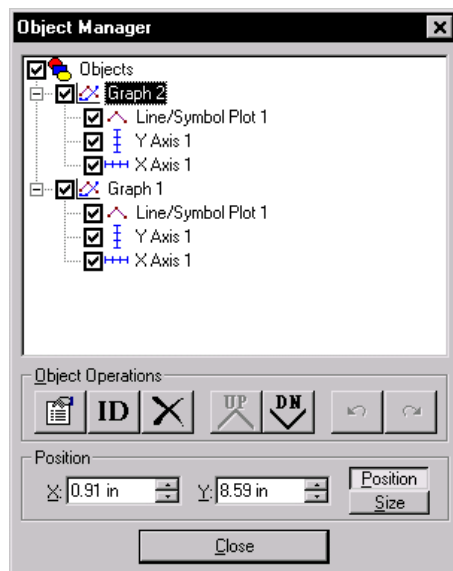 Object Manager
Objects
Graph 2
Line/Symbol Plot 1
Y Axis 1
X Axis 1
Graph 1
Line/Symbol Plot 1
Y Axis 1
X Axis 1
Object Operations
ID UP DN
Position
X: 0.91 in Y: 8.59 in Position
Size
Close